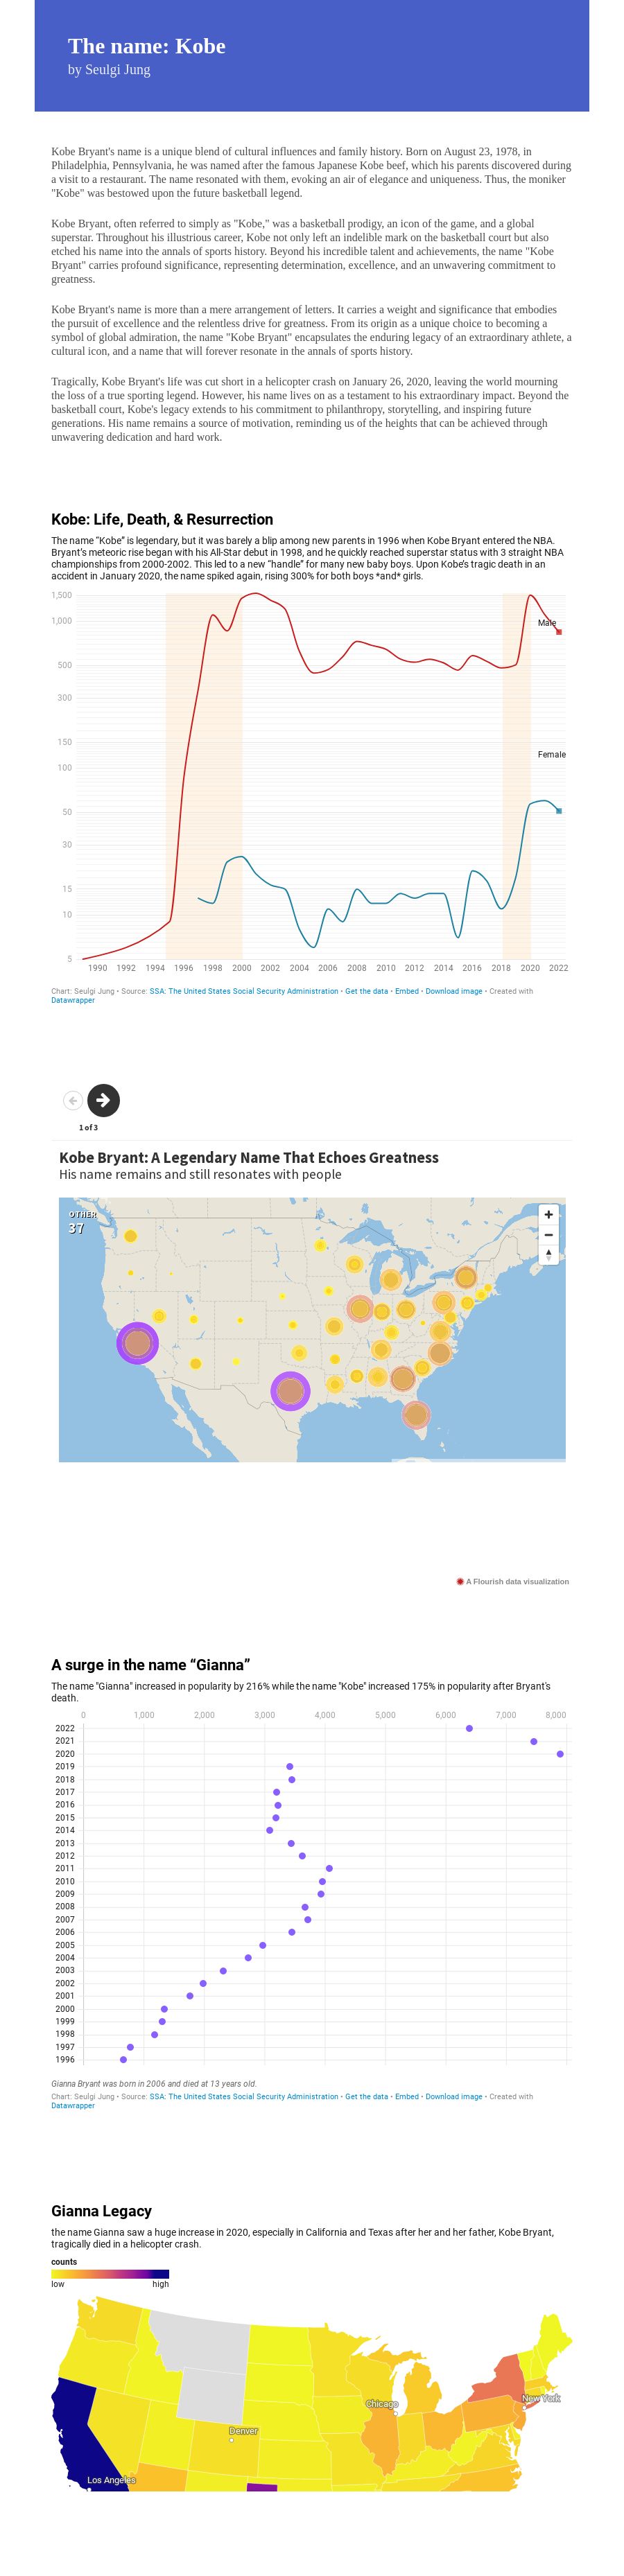 The name: Kobe
by Seulgi Jung
Kobe Bryant's name is a unique blend of cultural influences and family history. Born on August 23, 1978, in
Philadelphia, Pennsylvania, he was named after the famous Japanese Kobe beef, which his parents discovered during
a visit to a restaurant. The name resonated with them, evoking an air of elegance and uniqueness. Thus, the moniker
"Kobe" was bestowed upon the future basketball legend.
Kobe Bryant, often referred to simply as "Kobe," was a basketball prodigy, an icon of the game, and a global
superstar. Throughout his illustrious career, Kobe not only left an indelible mark on the basketball court but also
etched his name into the annals of sports history. Beyond his incredible talent and achievements, the name "Kobe
Bryant" carries profound significance, representing determination, excellence, and an unwavering commitment to
greatness.
Kobe Bryant's name is more than a mere arrangement of letters. It carries a weight and significance that embodies
the pursuit of excellence and the relentless drive for greatness. From its origin as a unique choice to becoming a
symbol of global admiration, the name "Kobe Bryant" encapsulates the enduring legacy of an extraordinary athlete, a
cultural icon, and a name that will forever resonate in the annals of sports history.
Tragically, Kobe Bryant's life was cut short in a helicopter crash on January 26, 2020, leaving the world mourning
the loss of a true sporting legend. However, his name lives on as a testament to his extraordinary impact. Beyond the
basketball court, Kobe's legacy extends to his commitment to philanthropy, storytelling, and inspiring future
generations. His name remains a source of motivation, reminding us of the heights that can be achieved through
unwavering dedication and hard work.
Kobe: Life, Death, & Resurrection
The name “Kobe” is legendary, but it was barely a blip among new parents in 1996 when Kobe Bryant entered the NBA.
Bryant’s meteoric rise began with his All-Star debut in 1998, and he quickly reached superstar status with 3 straight NBA
championships from 2000-2002. This led to a new “handle” for many new baby boys. Upon Kobe’s tragic death in an
accident in January 2020, the name spiked again, rising 300% for both boys *and* girls.
1,500
1,000
Male
500
300
150
Female
100
50
30
15
10
5
1990 1992 1994 1996 1998 2000 2002 2004 2006 2008 2010 2012 2014 2016 2018 2020 2022
Chart: Seulgi Jung • Source: SSA: The United States Social Security Administration • Get the data • Embed • Download image • Created with
Datawrapper
1 of 3
Kobe Bryant: A Legendary Name That Echoes Greatness
His name remains and still resonates with people
OTHER
37
A Flourish data visualization
A surge in the name “Gianna”
The name "Gianna" increased in popularity by 216% while the name "Kobe" increased 175% in popularity after Bryant's
death.
0 1,000 2,000 3,000 4,000 5,000 6,000 7,000 8,000
2022
2021
2020
2019
2018
2017
2016
2015
2014
2013
2012
2011
2010
2009
2008
2007
2006
2005
2004
2003
2002
2001
2000
1999
1998
1997
1996
Gianna Bryant was born in 2006 and died at 13 years old.
Chart: Seulgi Jung • Source: SSA: The United States Social Security Administration • Get the data • Embed • Download image • Created with
Datawrapper
Gianna Legacy
the name Gianna saw a huge increase in 2020, especially in California and Texas after her and her father, Kobe Bryant,
tragically died in a helicopter crash.
counts
low high
Chicago
New York
Denver
Los Angeles